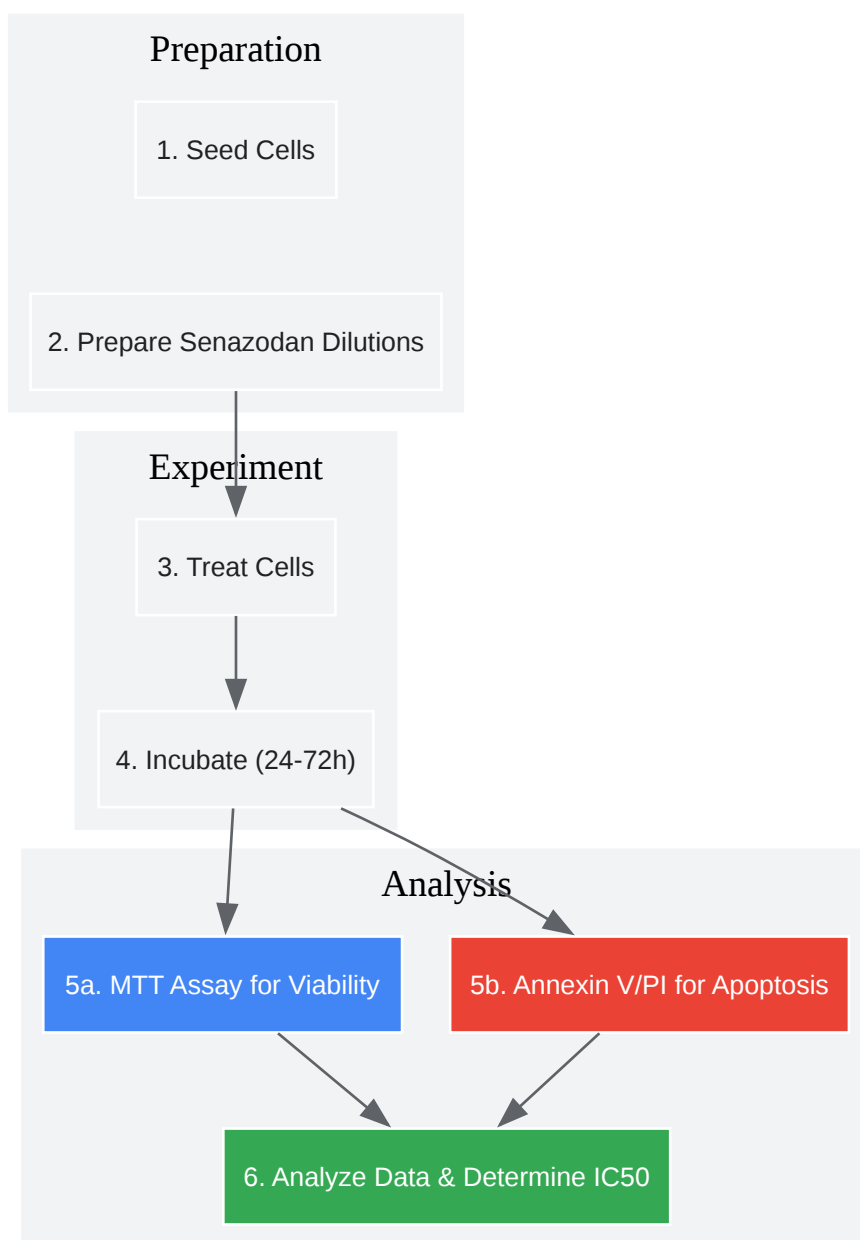 Preparation
1. Seed Cells
2. Prepare Senazodan Dilutions
Experiment
3. Treat Cells
4. Incubate (24-72h)
Analysis
5a. MTT Assay for Viability
5b. Annexin V/PI for Apoptosis
6. Analyze Data & Determine IC50